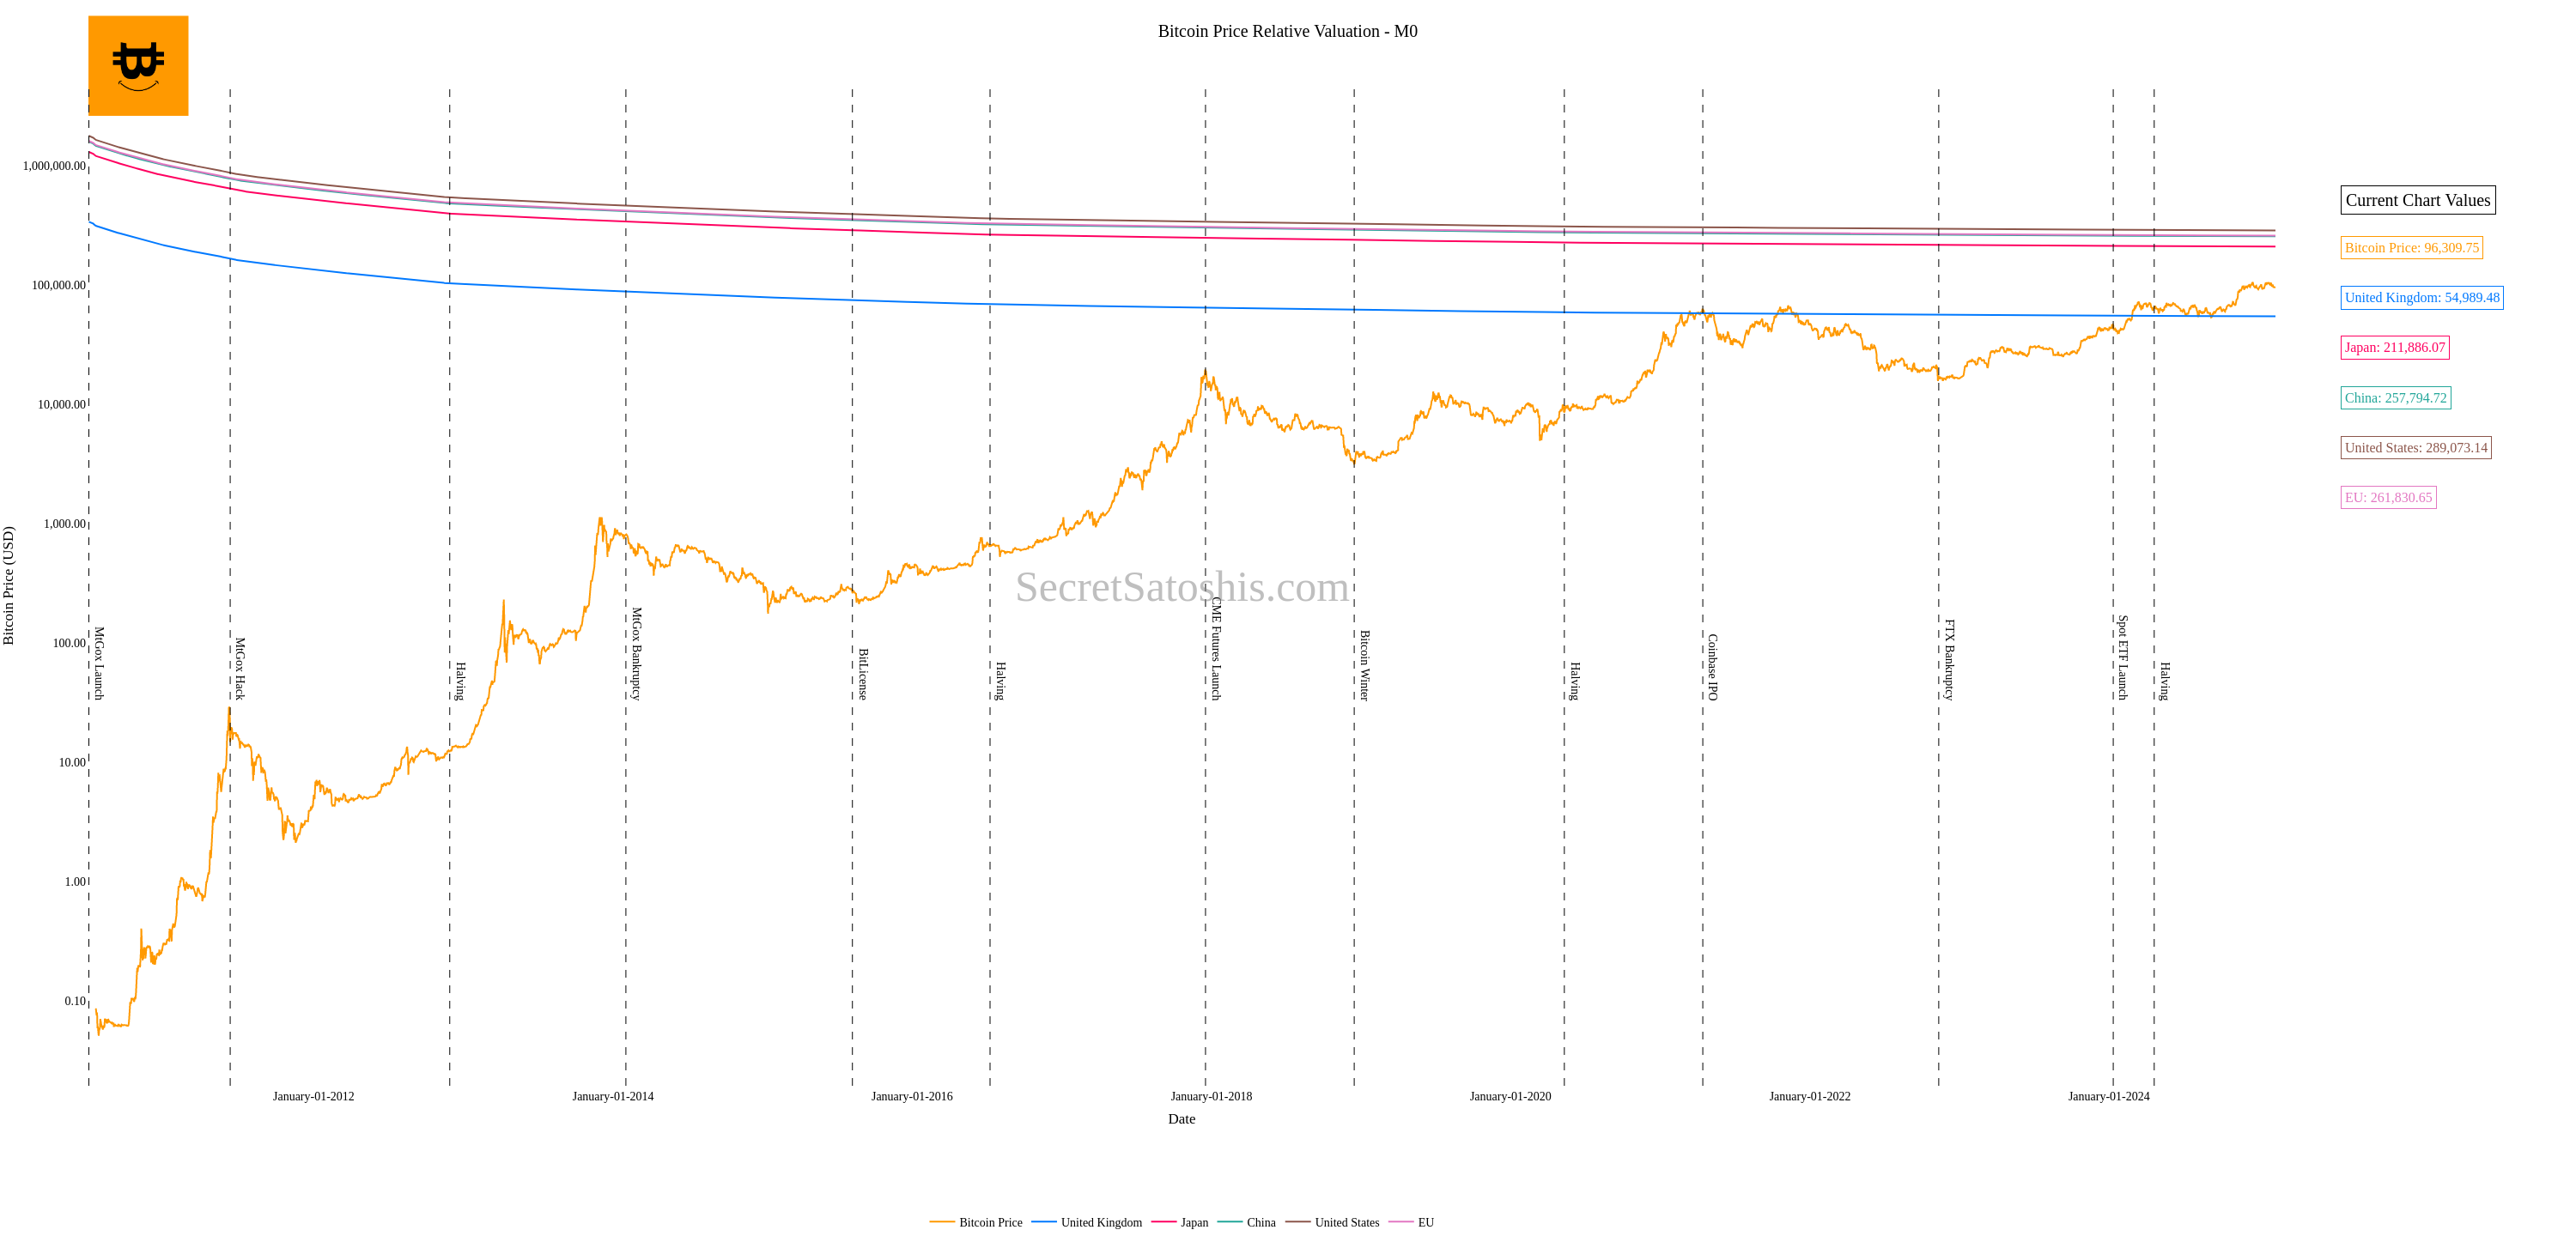 Bitcoin Price Relative Valuation - M0
1,000,000.00
100,000.00
10,000.00
1,000.00
100.00
10.00
1.00
0.10
Bitcoin Price (USD)
MtGox Launch
MtGox Hack
Halving
MtGox Bankruptcy
BitLicense
Halving
CME Futures Launch
Bitcoin Winter
Halving
Coinbase IPO
FTX Bankruptcy
Spot ETF Launch
Halving
SecretSatoshis.com
January-01-2012
January-01-2014
January-01-2016
January-01-2018
January-01-2020
January-01-2022
January-01-2024
Date
Current Chart Values
Bitcoin Price: 96,309.75
United Kingdom: 54,989.48
Japan: 211,886.07
China: 257,794.72
United States: 289,073.14
EU: 261,830.65
Bitcoin Price
United Kingdom
Japan
China
United States
EU